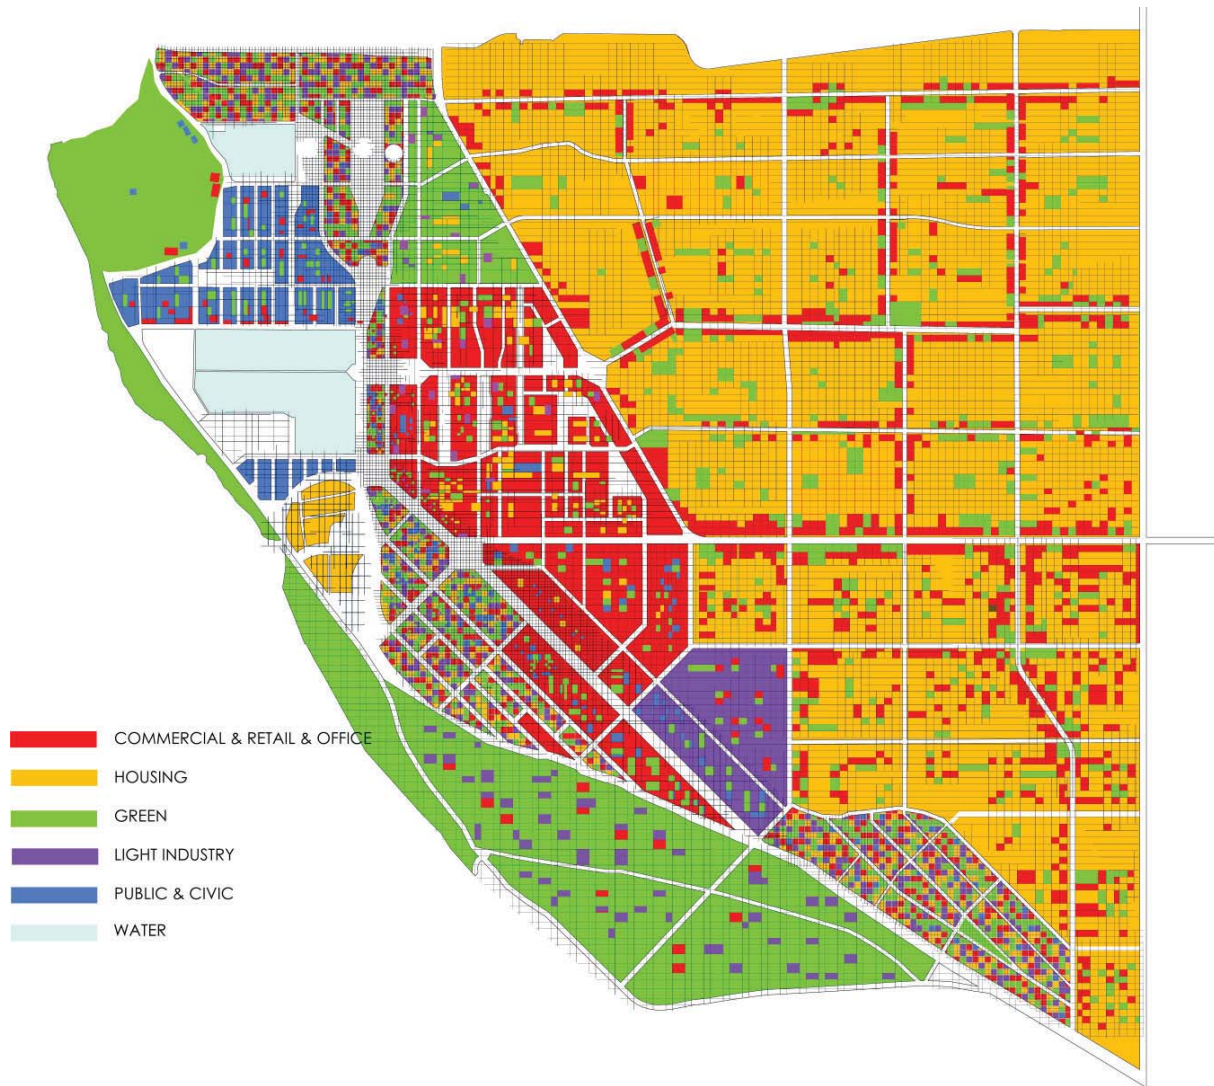 COMMERCIAL & RETAIL & OFFICE
HOUSING
GREEN
LIGHT INDUSTRY
PUBLIC & CIVIC
WATER